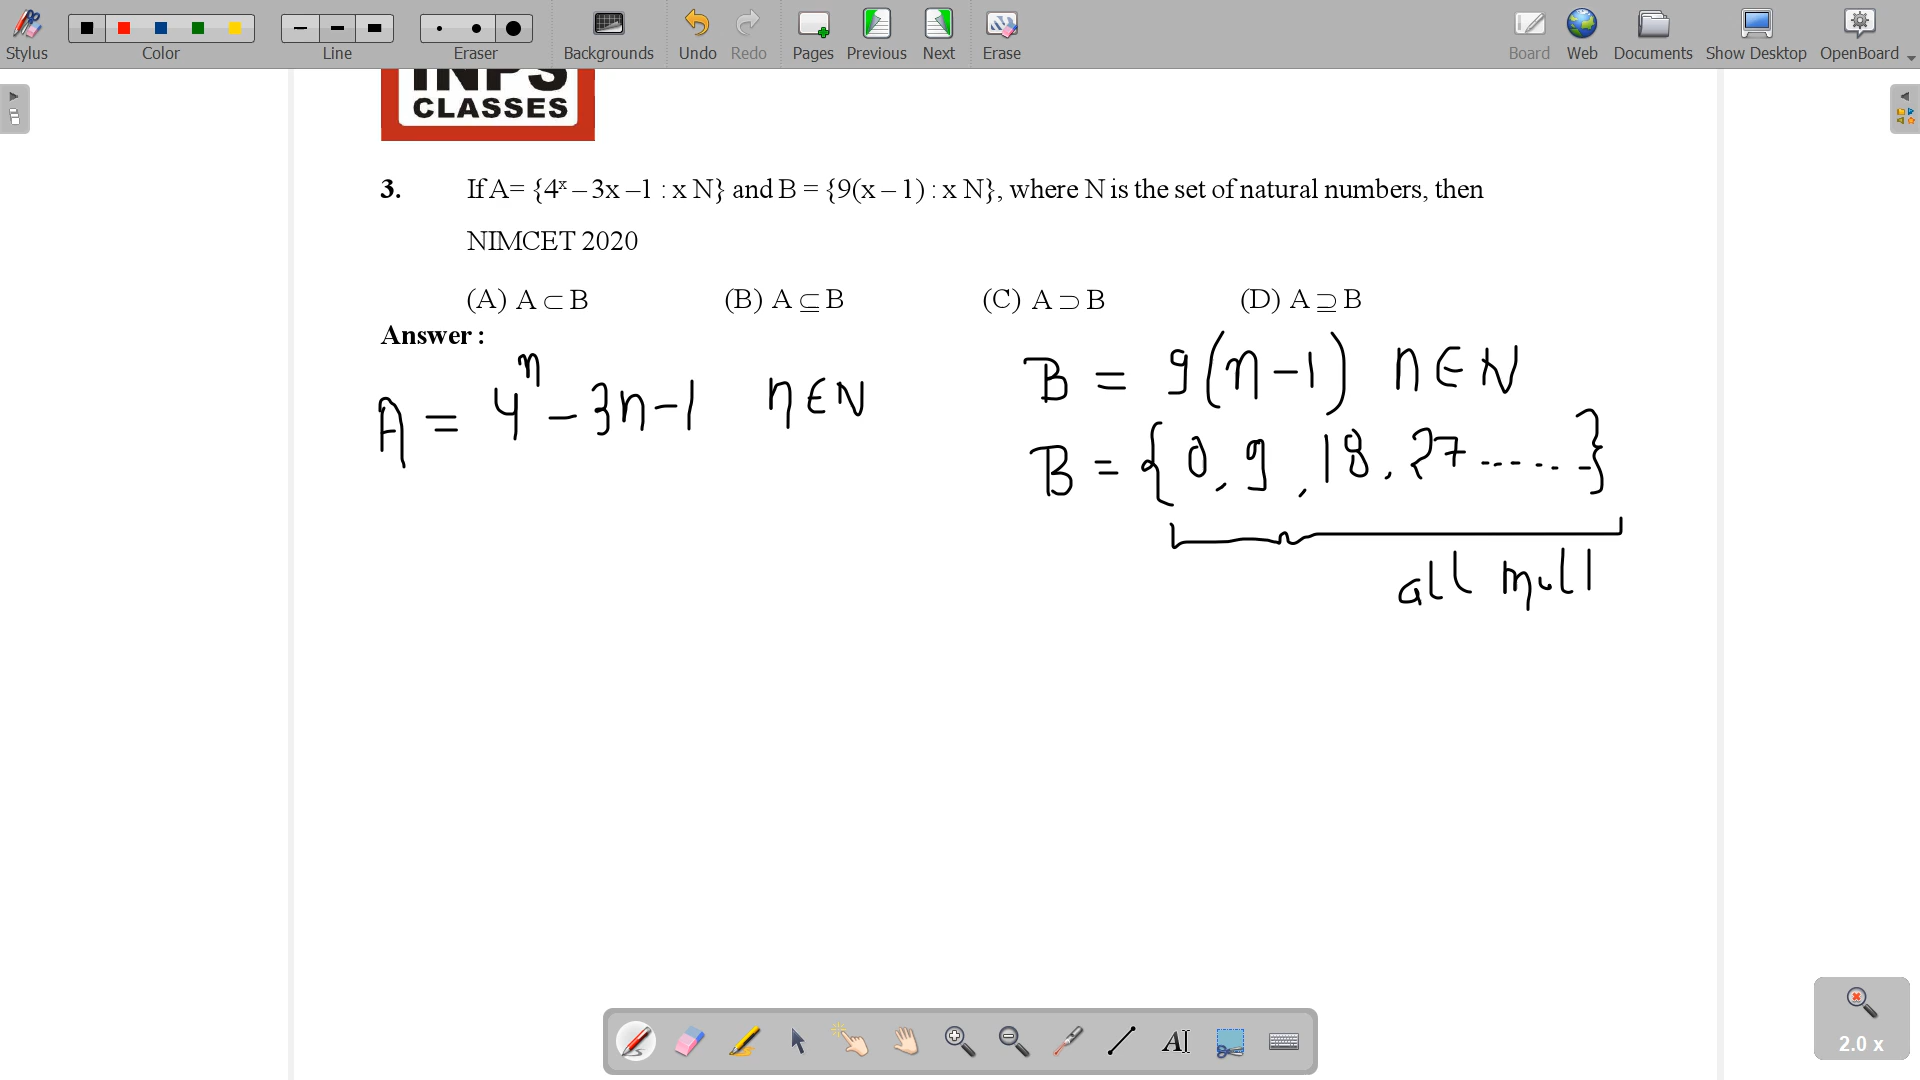 Stylus Color Line Eraser Backgrounds Undo Redo Pages Previous Next Erase Board Web Documents Show Desktop OpenBoard
INPS
CLASSES
3. If A= {4ˣ – 3x –1 : x N} and B = {9(x – 1) : x N}, where N is the set of natural numbers, then
NIMCET 2020
(A) A ⊂ B (B) A ⊆ B (C) A ⊃ B (D) A ⊇ B
Answer :
A = 4ⁿ - 3n - 1 n ∈ N
B = 9(n-1) n ∈ N
B = {0, 9, 18, 27 ......}
all mull
2.0 x